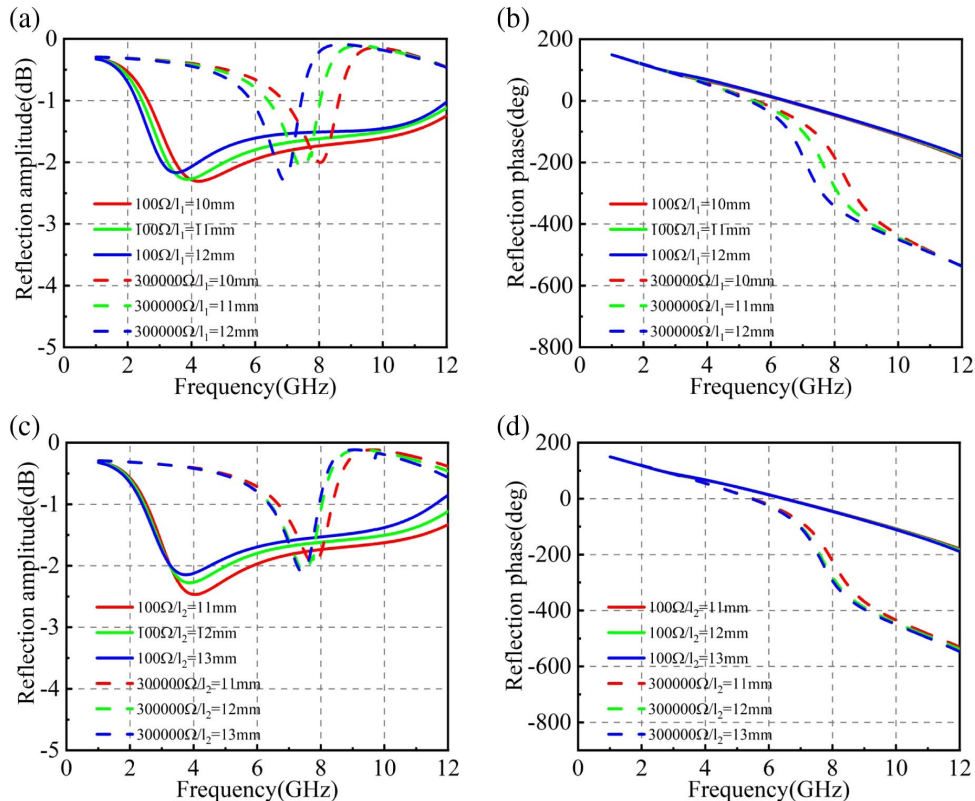 (a)
Reflection amplitude(dB)
0
-1
-2
-3
-4
-5
100Ω/l₁=10mm
100Ω/l₁=11mm
100Ω/l₁=12mm
300000Ω/l₁=10mm
300000Ω/l₁=11mm
300000Ω/l₁=12mm
0 2 4 6 8 10 12
Frequency(GHz)
(b)
Reflection phase(deg)
200
0
-200
-400
-600
-800
100Ω/l₁=10mm
100Ω/l₁=11mm
100Ω/l₁=12mm
300000Ω/l₁=10mm
300000Ω/l₁=11mm
300000Ω/l₁=12mm
0 2 4 6 8 10 12
Frequency(GHz)
(c)
Reflection amplitude(dB)
0
-1
-2
-3
-4
-5
100Ω/l₂=11mm
100Ω/l₂=12mm
100Ω/l₂=13mm
300000Ω/l₂=11mm
300000Ω/l₂=12mm
300000Ω/l₂=13mm
0 2 4 6 8 10 12
Frequency(GHz)
(d)
Reflection phase(deg)
200
0
-200
-400
-600
-800
100Ω/l₂=11mm
100Ω/l₂=12mm
100Ω/l₂=13mm
300000Ω/l₂=11mm
300000Ω/l₂=12mm
300000Ω/l₂=13mm
0 2 4 6 8 10 12
Frequency(GHz)